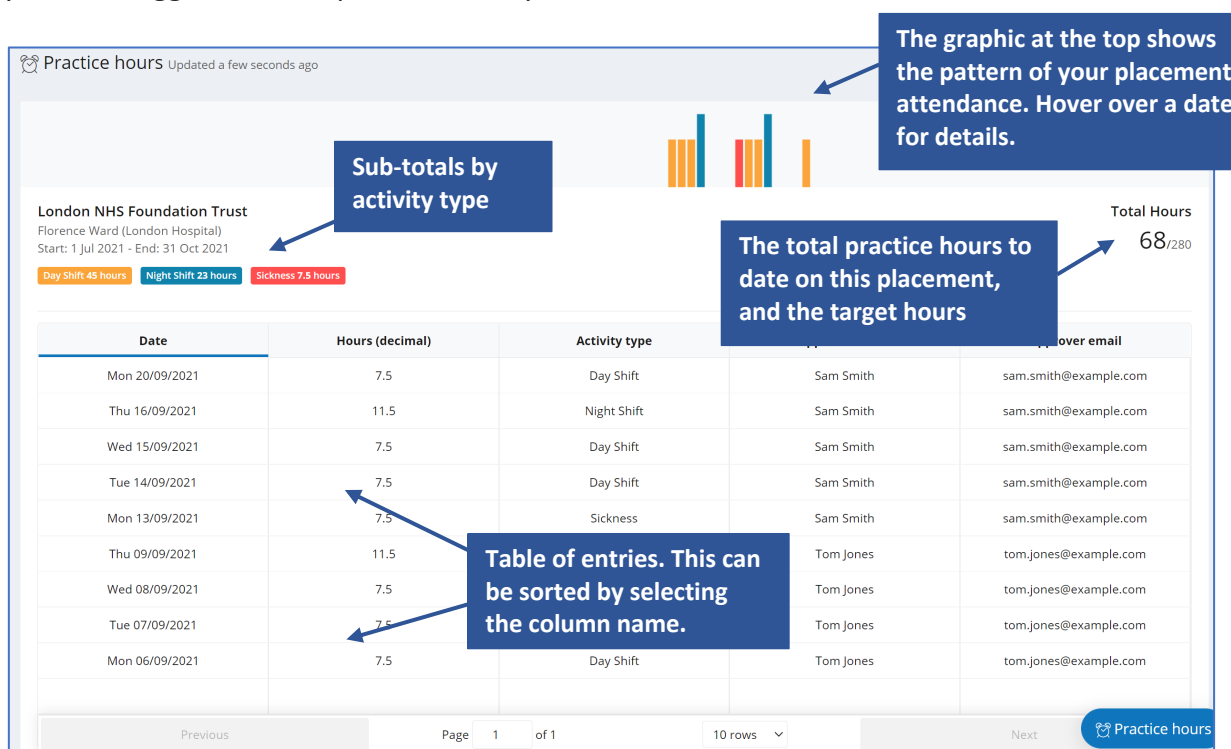 The graphic at the top shows
the pattern of your placement
attendance. Hover over a date
for details.
Practice hours Updated a few seconds ago
Sub-totals by
activity type
London NHS Foundation Trust
Florence Ward (London Hospital)
Start: 1 Jul 2021 - End: 31 Oct 2021
Day Shift 45 hours Night Shift 23 hours Sickness 7.5 hours
Total Hours
68/280
The total practice hours to
date on this placement,
and the target hours
Date Hours (decimal) Activity type over email
Mon 20/09/2021 7.5 Day Shift Sam Smith sam.smith@example.com
Thu 16/09/2021 11.5 Night Shift Sam Smith sam.smith@example.com
Wed 15/09/2021 7.5 Day Shift Sam Smith sam.smith@example.com
Tue 14/09/2021 7.5 Day Shift Sam Smith sam.smith@example.com
Mon 13/09/2021 7.5 Sickness Sam Smith sam.smith@example.com
Thu 09/09/2021 11.5 Tom Jones tom.jones@example.com
Wed 08/09/2021 7.5 Tom Jones tom.jones@example.com
Tue 07/09/2021 7.5 Tom Jones tom.jones@example.com
Mon 06/09/2021 7.5 Day Shift Tom Jones tom.jones@example.com
Table of entries. This can
be sorted by selecting
the column name.
Previous Page 1 of 1 10 rows Next
Practice hours